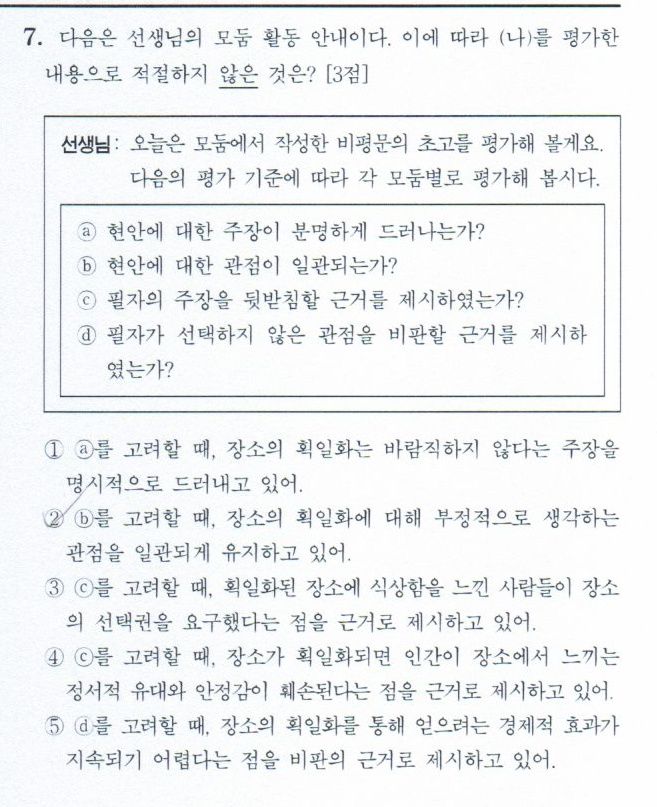 7. 다음은 선생님의 모둠 활동 안내이다. 이에 따라 (나)를 평가한
내용으로 적절하지 않은 것은? [3점]
선생님: 오늘은 모둠에서 작성한 비평문의 초고를 평가해 볼게요.
다음의 평가 기준에 따라 각 모둠별로 평가해 봅시다.
ⓐ 현안에 대한 주장이 분명하게 드러나는가?
ⓑ 현안에 대한 관점이 일관되는가?
ⓒ 필자의 주장을 뒷받침할 근거를 제시하였는가?
ⓓ 필자가 선택하지 않은 관점을 비판할 근거를 제시하
였는가?
① ⓐ를 고려할 때, 장소의 획일화는 바람직하지 않다는 주장을
명시적으로 드러내고 있어.
② ⓑ를 고려할 때, 장소의 획일화에 대해 부정적으로 생각하는
관점을 일관되게 유지하고 있어.
③ ⓒ를 고려할 때, 획일화된 장소에 식상함을 느낀 사람들이 장소
의 선택권을 요구했다는 점을 근거로 제시하고 있어.
④ ⓒ를 고려할 때, 장소가 획일화되면 인간이 장소에서 느끼는
정서적 유대와 안정감이 훼손된다는 점을 근거로 제시하고 있어.
⑤ ⓓ를 고려할 때, 장소의 획일화를 통해 얻으려는 경제적 효과가
지속되기 어렵다는 점을 비판의 근거로 제시하고 있어.